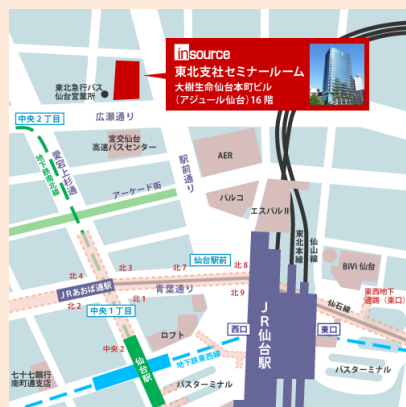 insource
東北支社セミナールーム
大樹生命仙台本町ビル
（アジュール仙台）16階
東北急行バス
仙台営業所
広瀬通り
中央2丁目
地下鉄南北線
愛宕上杉通
宮交仙台
高速バスセンター
駅前通り
AER
アーケード街
パルコ
エスパルⅡ
東北本線
仙山線
仙台駅前
BiVi 仙台
北4
北3
北7
北8
東西地下
通路（東口）
JRあおば通駅
青葉通り
北2
北1
北9
仙石線
中央1丁目
JR仙台駅
西口
東口
ロフト
中央2
仙台駅
地下鉄東西線
七十七銀行
南町通支店
バスターミナル
バスターミナル